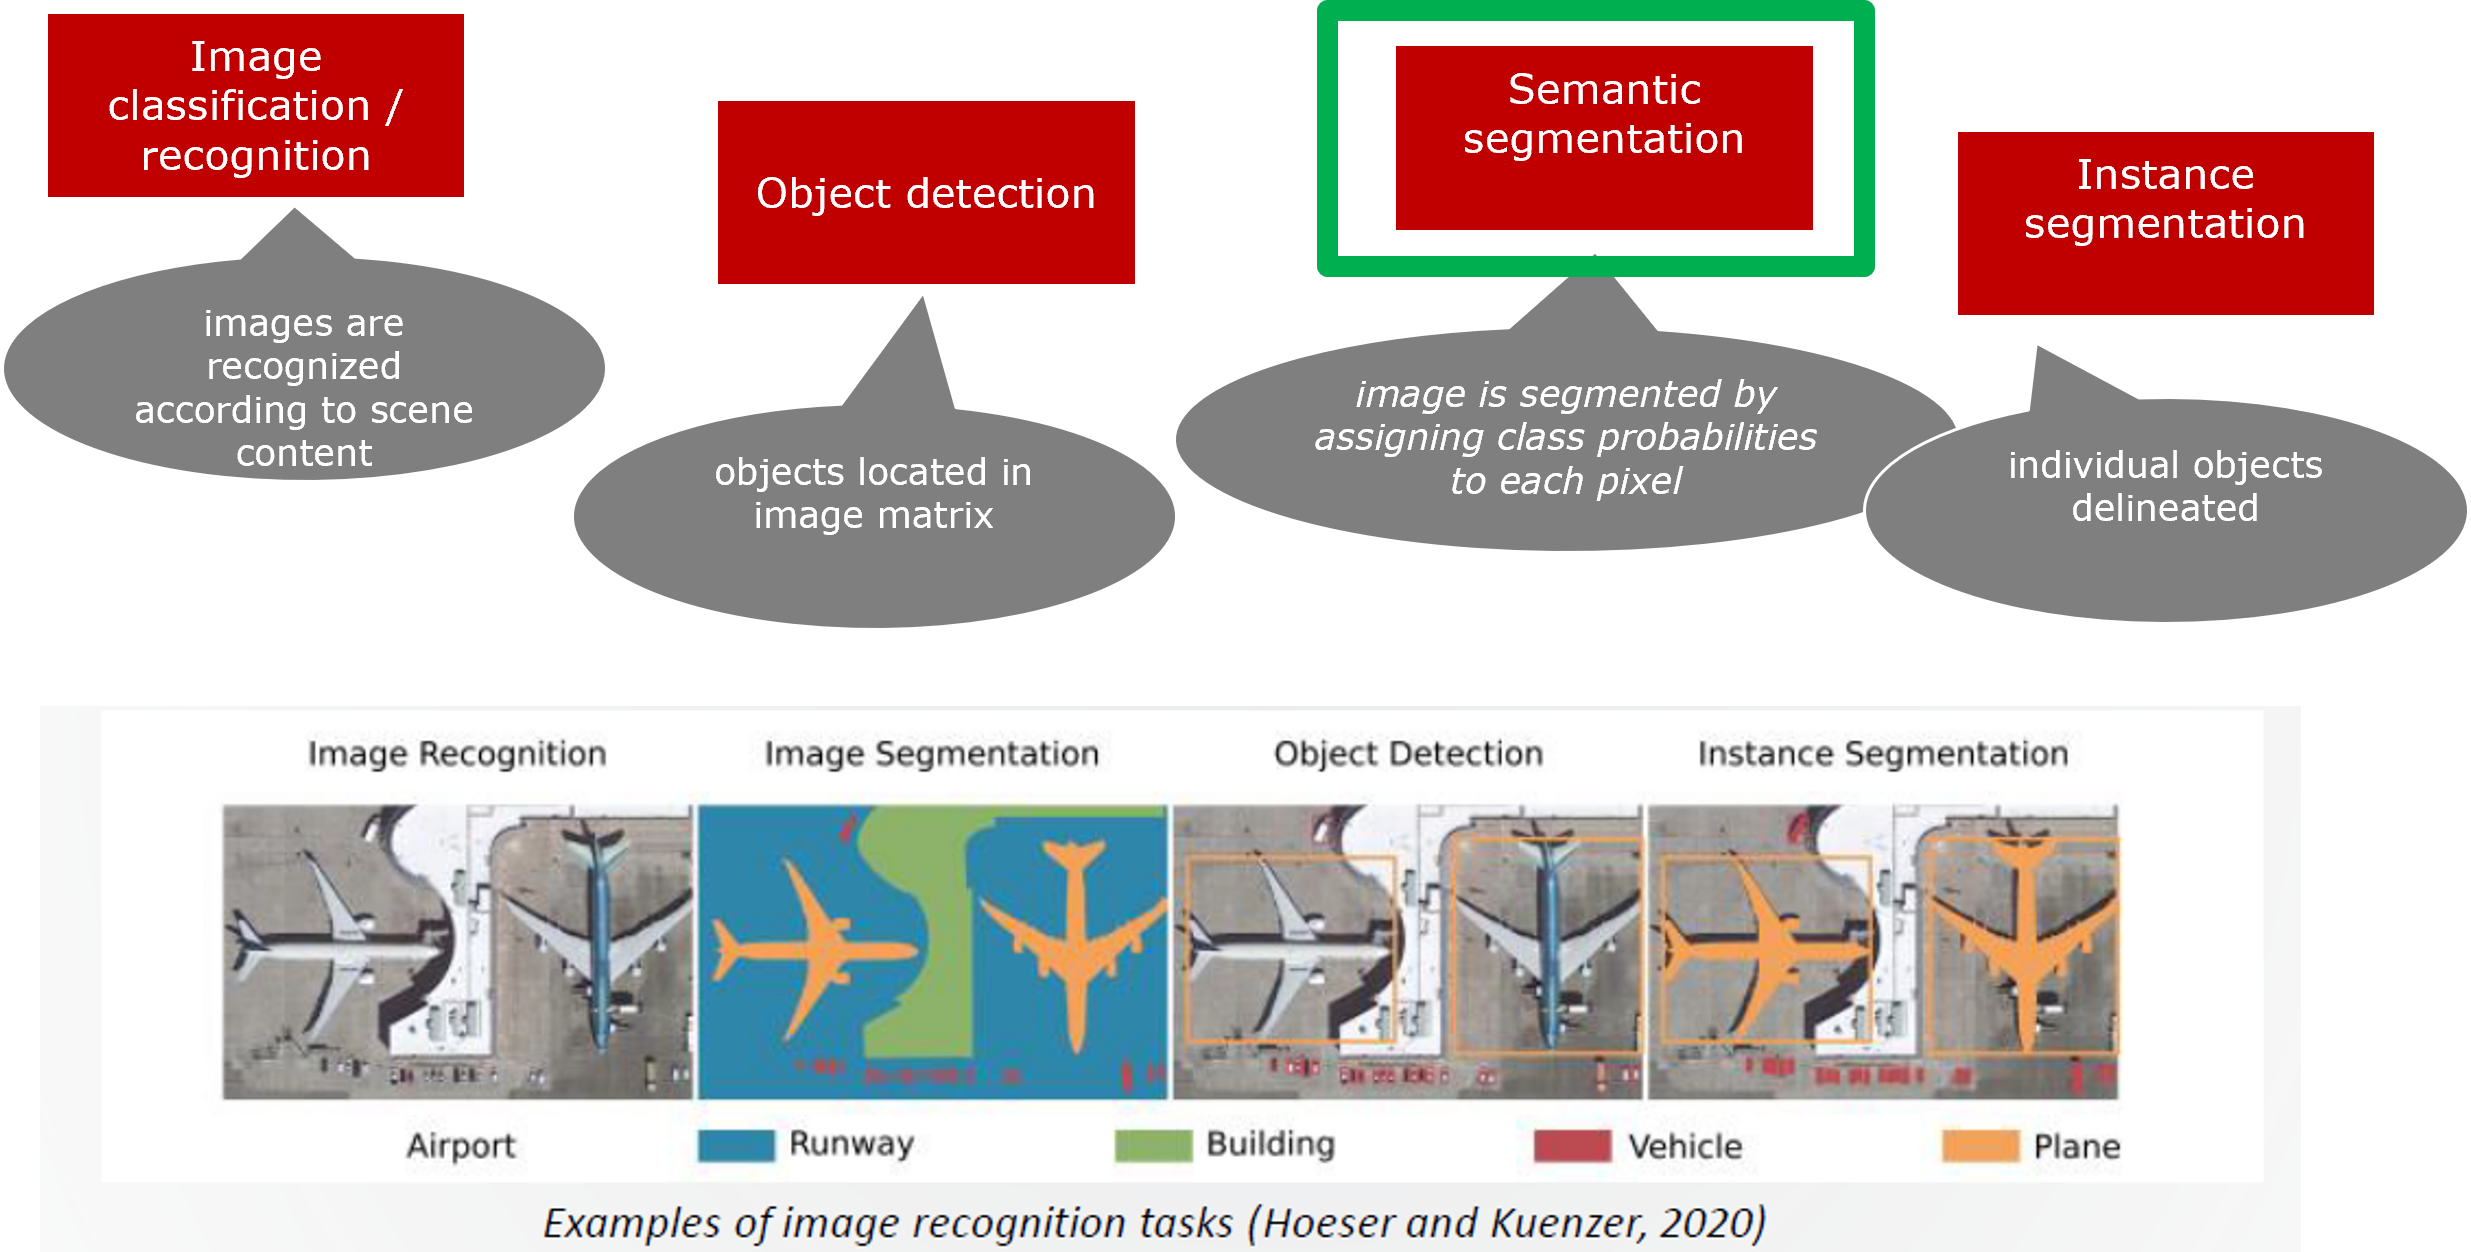 Image
classification /
recognition
Object detection
Semantic
segmentation
Instance
segmentation
images are
recognized
according to scene
content
objects located in
image matrix
image is segmented by
assigning class probabilities
to each pixel
individual objects
delineated
Image Recognition
Image Segmentation
Object Detection
Instance Segmentation
Airport
Runway
Building
Vehicle
Plane
Examples of image recognition tasks (Hoeser and Kuenzer, 2020)